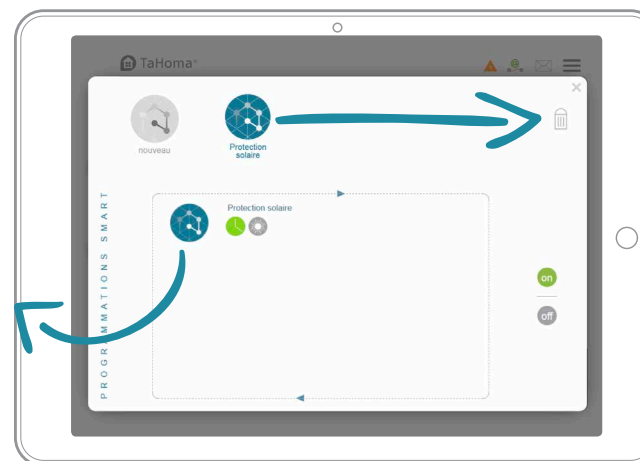 TaHoma®
@
nouveau
Protection
solaire
PROGRAMMATIONS SMART
Protection solaire
on
off